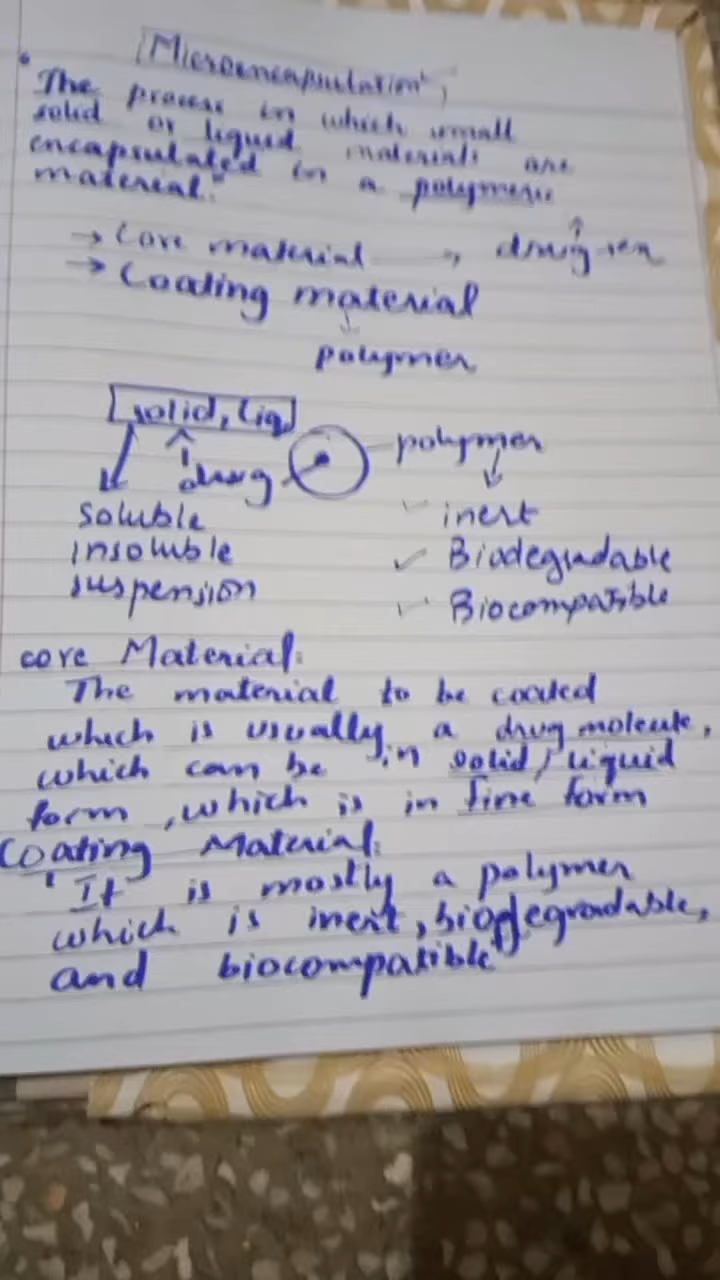 Microencapsulation
"The process in which small
solid or liquid materials are
encapsulated in a polymeric
material."
→ Core material → drug
→ Coating material
polymer
solid, liq
drug
polymer
soluble
insoluble
suspension
inert
✓ Biodegradable
✓ Biocompatible
core Material:
The material to be coated
which is usually a drug molecule,
which can be in solid/liquid
form, which is in fine form
Coating Material:
"It is mostly a polymer
which is inert, biodegradable,
and biocompatible"